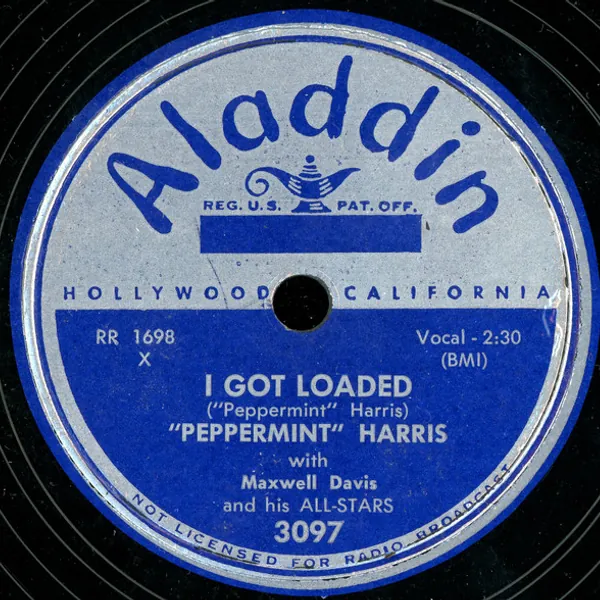 Aladdin
REG. U.S. PAT. OFF.
HOLLYWOOD CALIFORNIA
RR 1698 Vocal - 2:30
X (BMI)
I GOT LOADED
("Peppermint" Harris)
"PEPPERMINT" HARRIS
with
Maxwell Davis
and his ALL-STARS
3097
NOT LICENSED FOR RADIO BROADCAST